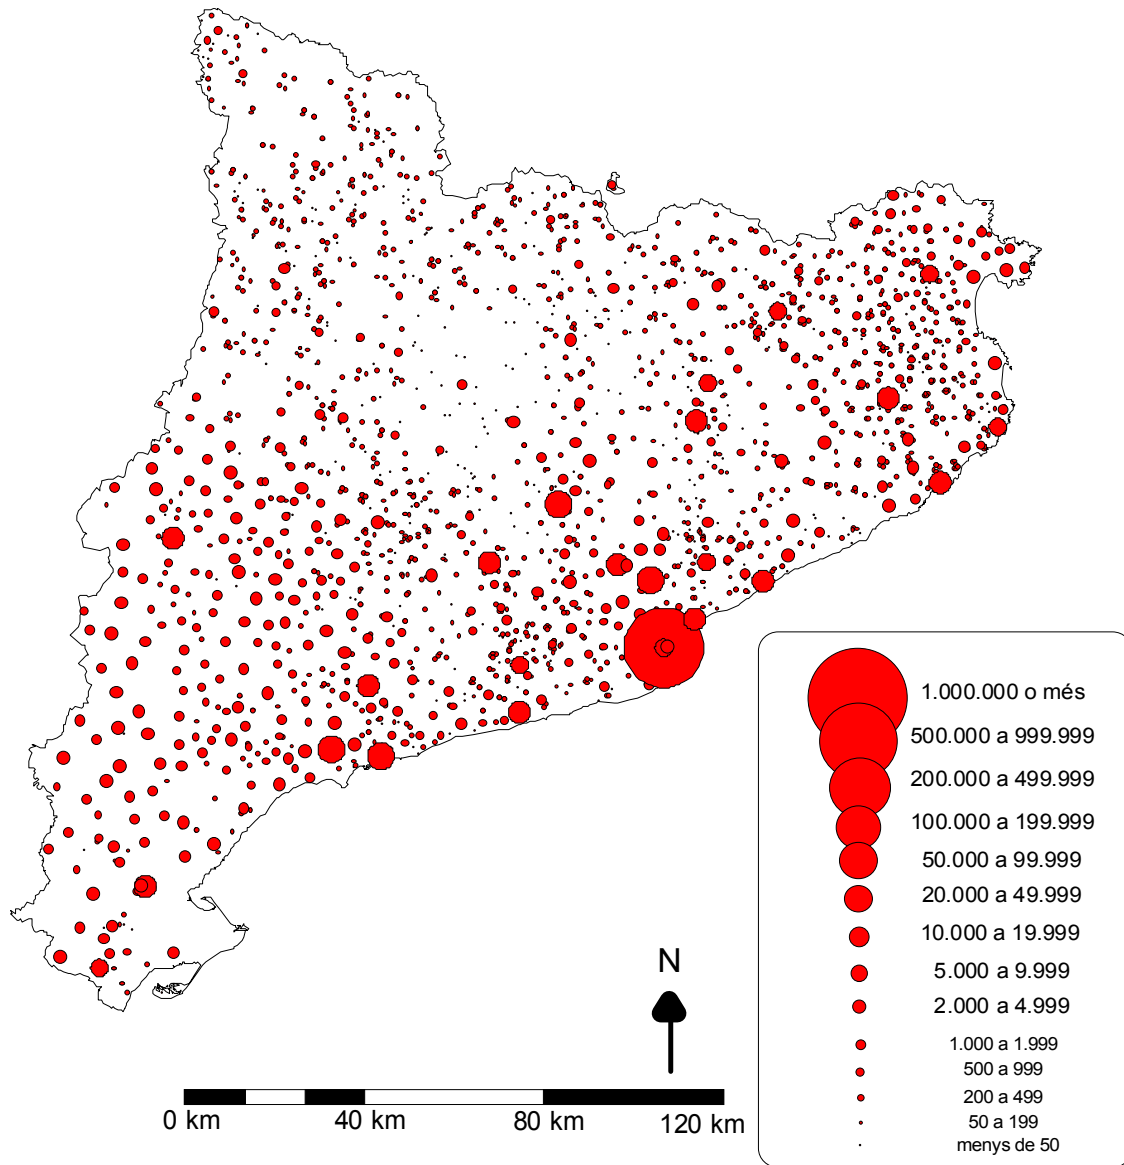 1.000.000 o més
500.000 a 999.999
200.000 a 499.999
100.000 a 199.999
50.000 a 99.999
20.000 a 49.999
10.000 a 19.999
5.000 a 9.999
2.000 a 4.999
1.000 a 1.999
500 a 999
200 a 499
50 a 199
menys de 50
N
0 km 40 km 80 km 120 km